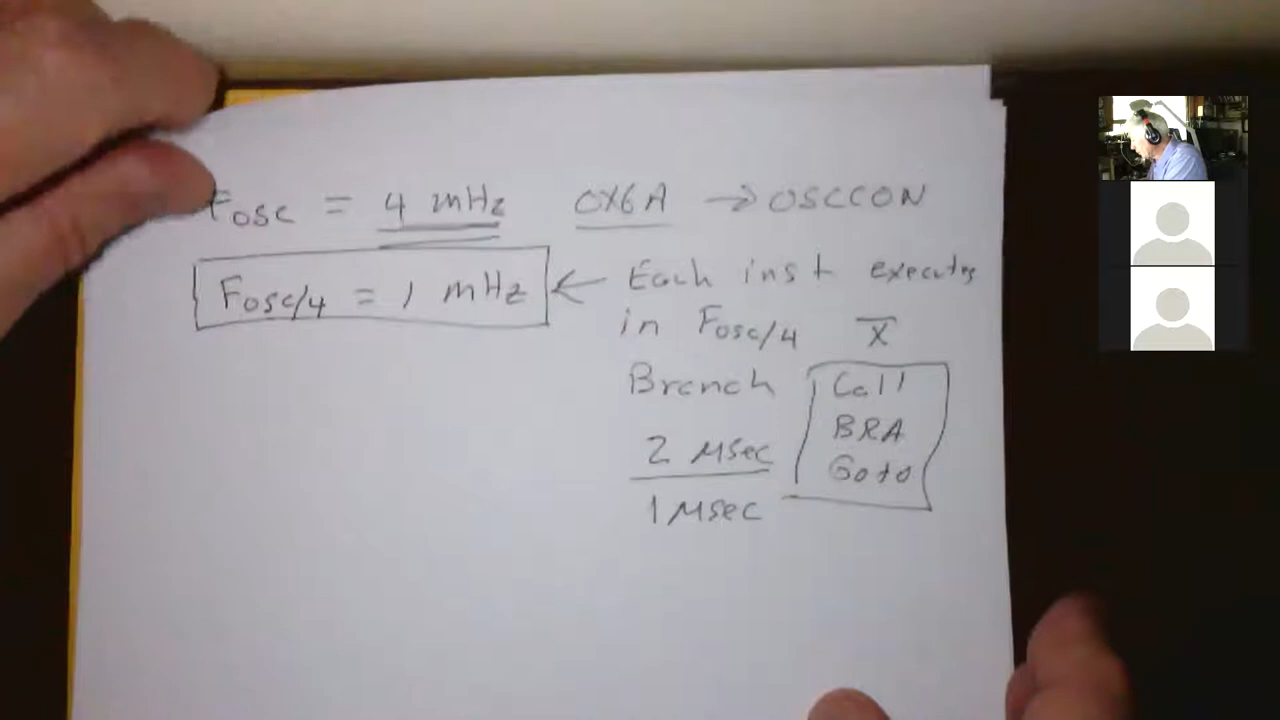 Fosc = 4 mHz 0X6A → OSCCON
Fosc/4 = 1 mHz ← Each inst executes
in Fosc/4 X̅
Branch Call
BRA
2 μsec Goto
1 μsec